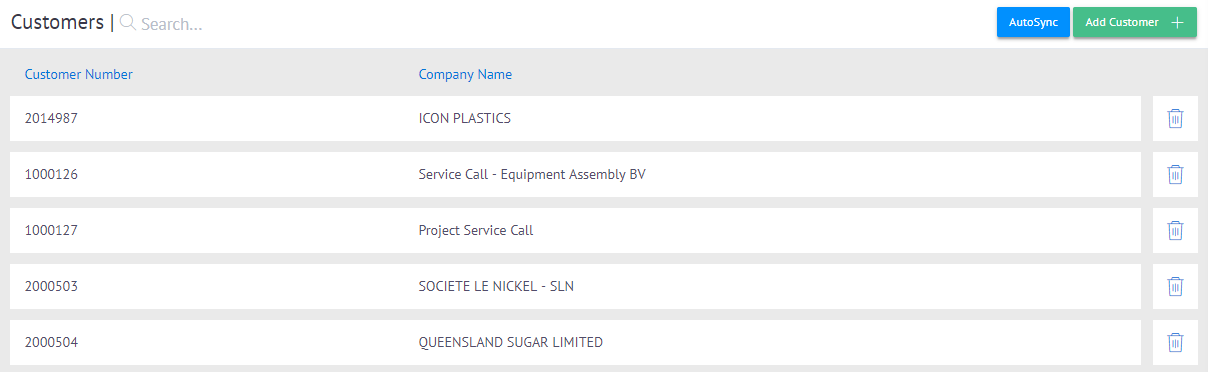 Customers | Search...
AutoSync
Add Customer +
Customer Number Company Name
2014987 ICON PLASTICS
1000126 Service Call - Equipment Assembly BV
1000127 Project Service Call
2000503 SOCIETE LE NICKEL - SLN
2000504 QUEENSLAND SUGAR LIMITED